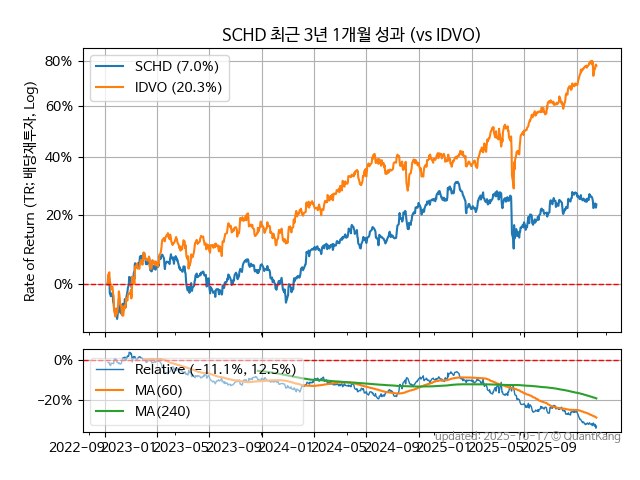 SCHD 최근 3년 1개월 성과 (vs IDVO)
Rate of Return (TR: 배당재투자, Log)
80%
60%
40%
20%
0%
SCHD (7.0%)
IDVO (20.3%)
0%
−20%
Relative (−11.1%, 12.5%)
MA(60)
MA(240)
2022-09
2023-01
2023-05
2023-09
2024-01
2024-05
2024-09
2025-01
2025-05
2025-09
updated: 2025-10-17 © QuantKang